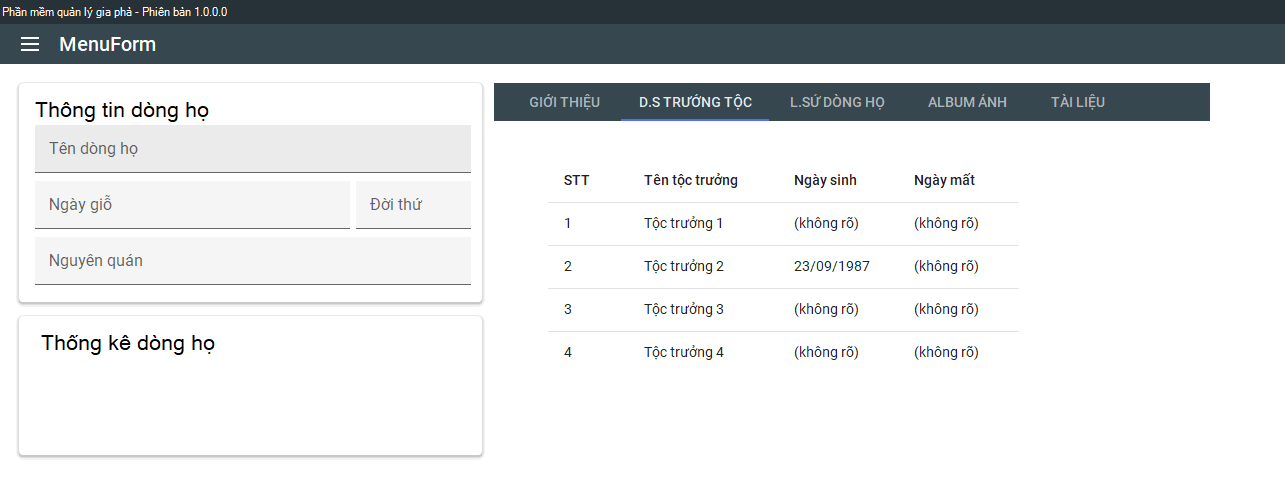 Phần mềm quản lý gia phả - Phiên bản 1.0.0.0
MenuForm
Thông tin dòng họ
Tên dòng họ
Ngày giỗ Đời thứ
Nguyên quán
Thống kê dòng họ
GIỚI THIỆU D.S TRƯỚNG TỘC L.SỬ DÒNG HỌ ALBUM ẢNH TÀI LIỆU
STT Tên tộc trưởng Ngày sinh Ngày mất
1 Tộc trưởng 1 (không rõ) (không rõ)
2 Tộc trưởng 2 23/09/1987 (không rõ)
3 Tộc trưởng 3 (không rõ) (không rõ)
4 Tộc trưởng 4 (không rõ) (không rõ)